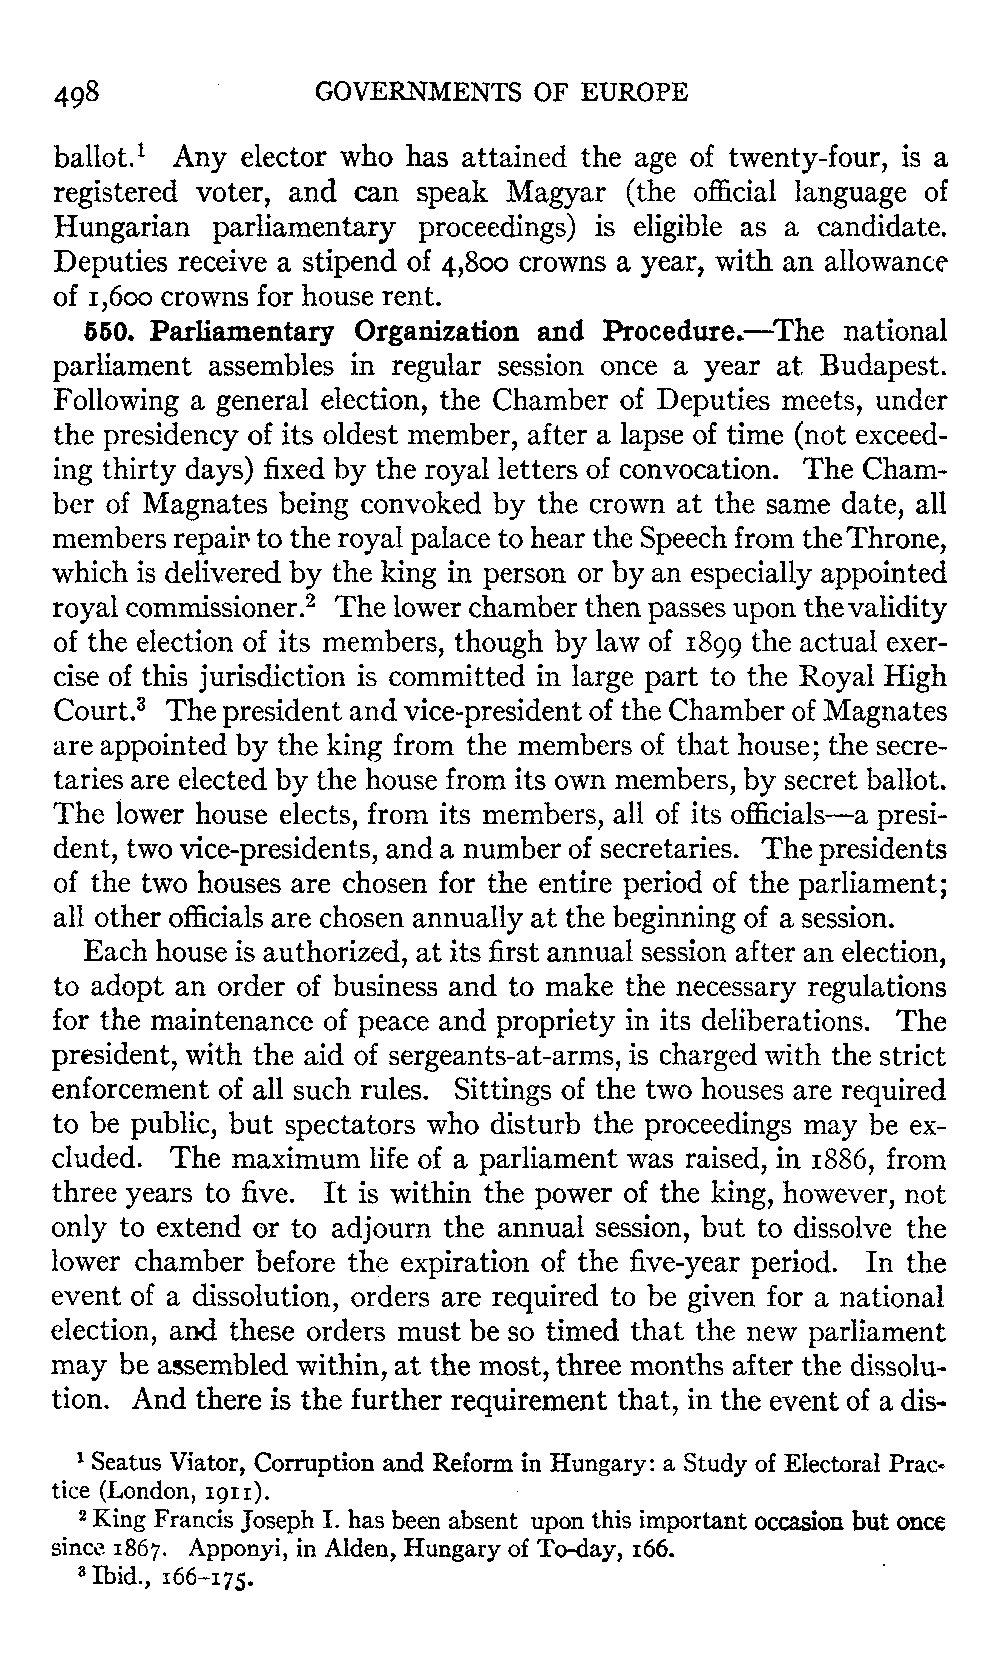 498 GOVERNMENTS OF EUROPE
ballot.¹ Any elector who has attained the age of twenty-four, is a
registered voter, and can speak Magyar (the official language of
Hungarian parliamentary proceedings) is eligible as a candidate.
Deputies receive a stipend of 4,800 crowns a year, with an allowance
of 1,600 crowns for house rent.
550. Parliamentary Organization and Procedure.—The national
parliament assembles in regular session once a year at Budapest.
Following a general election, the Chamber of Deputies meets, under
the presidency of its oldest member, after a lapse of time (not exceed-
ing thirty days) fixed by the royal letters of convocation. The Cham-
ber of Magnates being convoked by the crown at the same date, all
members repair to the royal palace to hear the Speech from the Throne,
which is delivered by the king in person or by an especially appointed
royal commissioner.² The lower chamber then passes upon the validity
of the election of its members, though by law of 1899 the actual exer-
cise of this jurisdiction is committed in large part to the Royal High
Court.³ The president and vice-president of the Chamber of Magnates
are appointed by the king from the members of that house; the secre-
taries are elected by the house from its own members, by secret ballot.
The lower house elects, from its members, all of its officials—a presi-
dent, two vice-presidents, and a number of secretaries. The presidents
of the two houses are chosen for the entire period of the parliament;
all other officials are chosen annually at the beginning of a session.
Each house is authorized, at its first annual session after an election,
to adopt an order of business and to make the necessary regulations
for the maintenance of peace and propriety in its deliberations. The
president, with the aid of sergeants-at-arms, is charged with the strict
enforcement of all such rules. Sittings of the two houses are required
to be public, but spectators who disturb the proceedings may be ex-
cluded. The maximum life of a parliament was raised, in 1886, from
three years to five. It is within the power of the king, however, not
only to extend or to adjourn the annual session, but to dissolve the
lower chamber before the expiration of the five-year period. In the
event of a dissolution, orders are required to be given for a national
election, and these orders must be so timed that the new parliament
may be assembled within, at the most, three months after the dissolu-
tion. And there is the further requirement that, in the event of a dis-
¹ Seatus Viator, Corruption and Reform in Hungary: a Study of Electoral Prac-
tice (London, 1911).
² King Francis Joseph I. has been absent upon this important occasion but once
since 1867. Apponyi, in Alden, Hungary of To-day, 166.
³ Ibid., 166-175.